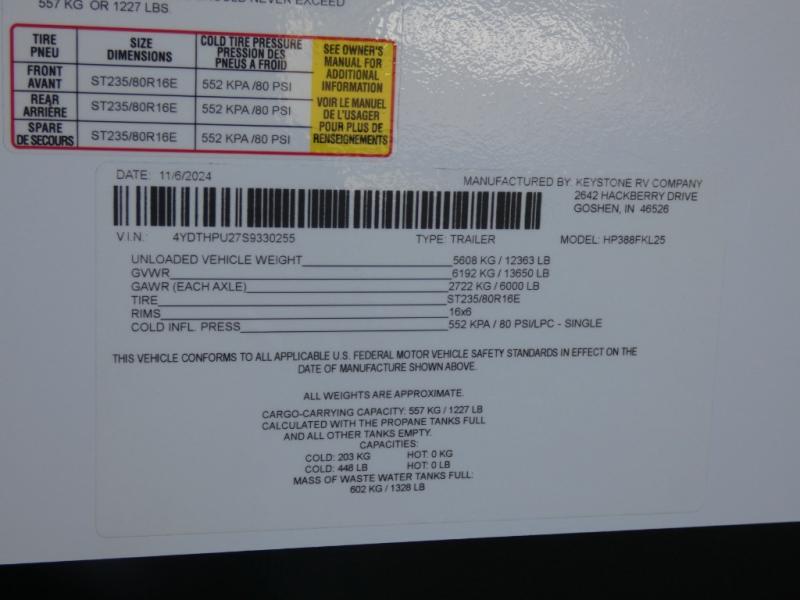 SHOULD NEVER EXCEED
557 KG OR 1227 LBS.
TIRE PNEU SIZE DIMENSIONS COLD TIRE PRESSURE PRESSION DES PNEUS A FROID
FRONT AVANT ST235/80R16E 552 KPA /80 PSI
REAR ARRIÈRE ST235/80R16E 552 KPA /80 PSI
SPARE DE SECOURS ST235/80R16E 552 KPA /80 PSI
SEE OWNER'S
MANUAL FOR
ADDITIONAL
INFORMATION
VOIR LE MANUEL
DE L'USAGER
POUR PLUS DE
RENSEIGNEMENTS
DATE: 11/6/2024
MANUFACTURED BY: KEYSTONE RV COMPANY
2642 HACKBERRY DRIVE
GOSHEN, IN 46526
V.I.N.: 4YDTHPU27S9330255 TYPE: TRAILER MODEL: HP388FKL25
UNLOADED VEHICLE WEIGHT 5608 KG / 12363 LB
GVWR 6192 KG / 13650 LB
GAWR (EACH AXLE) 2722 KG / 6000 LB
TIRE ST235/80R16E
RIMS 16x6
COLD INFL. PRESS 552 KPA / 80 PSI/LPC - SINGLE
THIS VEHICLE CONFORMS TO ALL APPLICABLE U.S. FEDERAL MOTOR VEHICLE SAFETY STANDARDS IN EFFECT ON THE
DATE OF MANUFACTURE SHOWN ABOVE.
ALL WEIGHTS ARE APPROXIMATE.
CARGO-CARRYING CAPACITY: 557 KG / 1227 LB
CALCULATED WITH THE PROPANE TANKS FULL
AND ALL OTHER TANKS EMPTY.
CAPACITIES:
COLD: 203 KG HOT: 0 KG
COLD: 448 LB HOT: 0 LB
MASS OF WASTE WATER TANKS FULL:
602 KG / 1328 LB